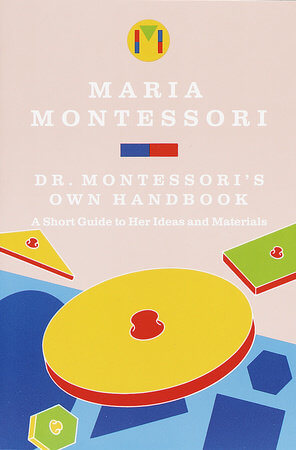 M
MARIA
MONTESSORI
DR. MONTESSORI'S
OWN HANDBOOK
A Short Guide to Her Ideas and Materials